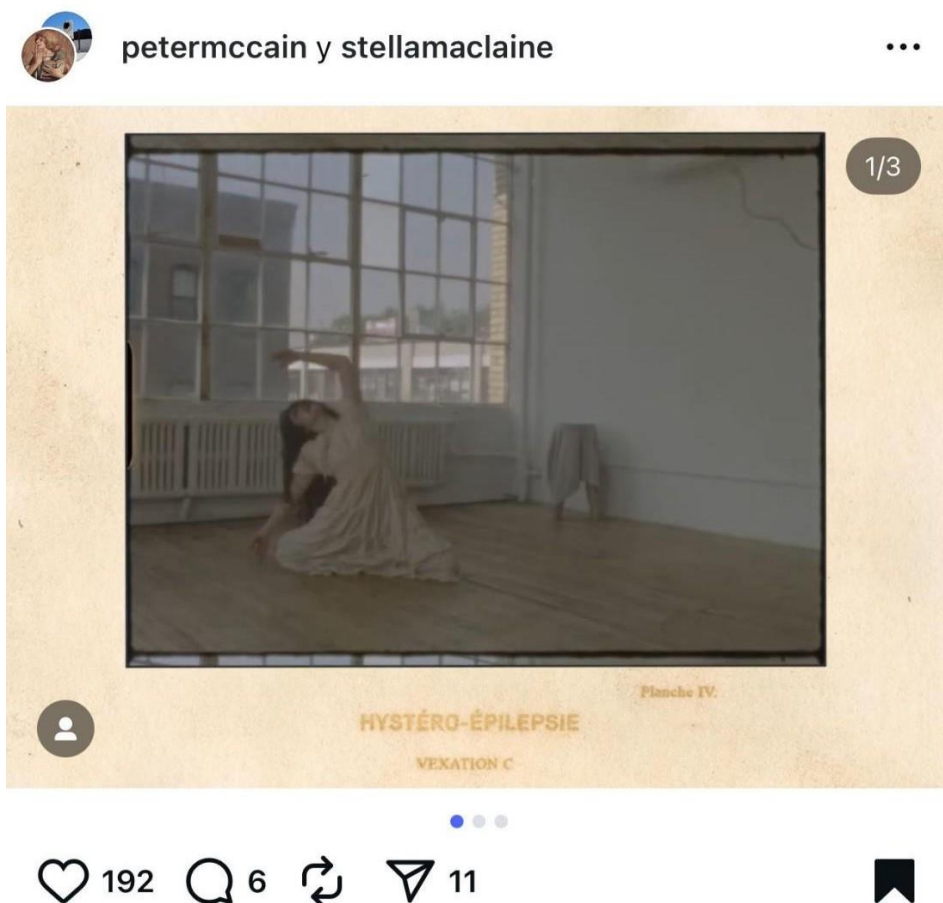 petermccain y stellamaclaine
1/3
Planche IV.
HYSTÉRO-ÉPILEPSIE
VEXATION C
192 6 11